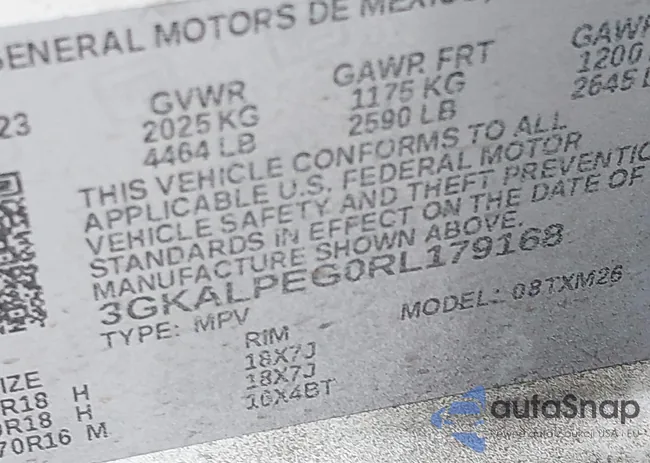 GENERAL MOTORS DE MEXICO,
23
GVWR
2025 KG
4464 LB
GAWR FRT
1175 KG
2590 LB
GAWR
1200
2645 L
THIS VEHICLE CONFORMS TO ALL
APPLICABLE U.S. FEDERAL MOTOR
VEHICLE SAFETY AND THEFT PREVENTIO
STANDARDS IN EFFECT ON THE DATE OF
MANUFACTURE SHOWN ABOVE.
3GKALPEG0RL179168
TYPE: MPV
MODEL: 08TXM26
IZE
R18 H
R18 H
70R16 M
RIM
18X7J
18X7J
16X4BT
autoSnap